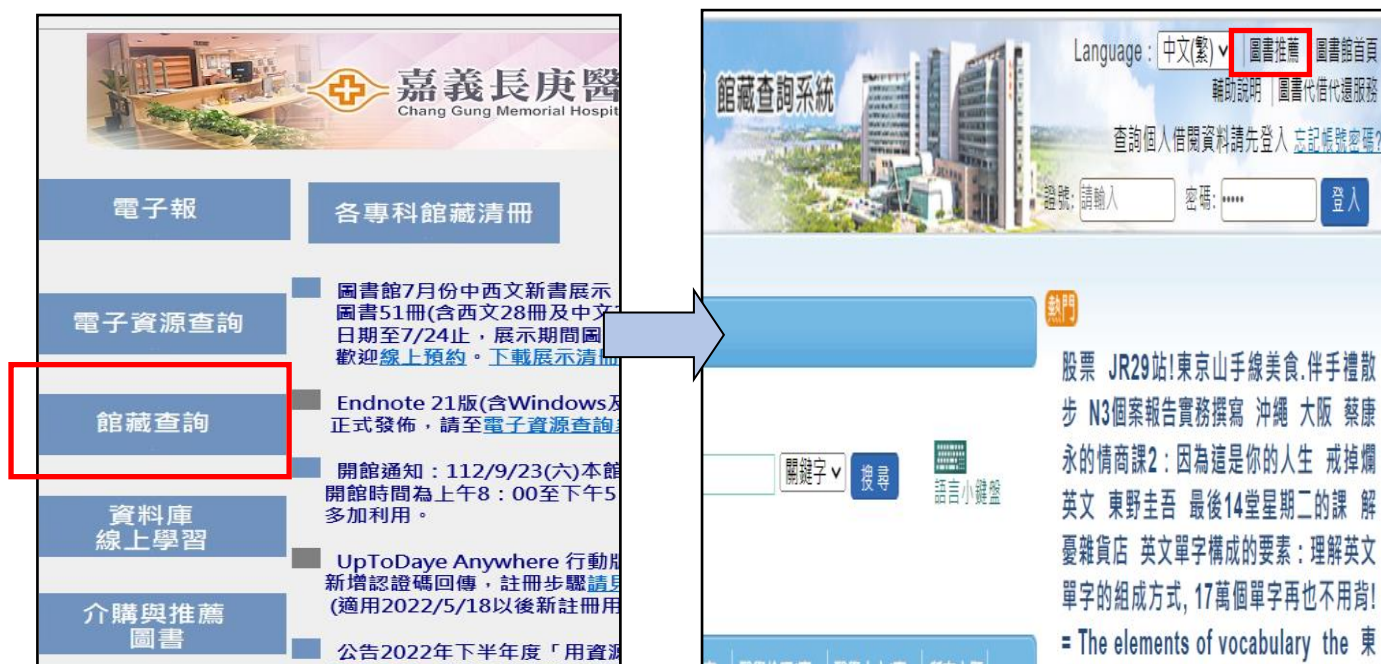 嘉義長庚醫
Chang Gung Memorial Hospit
電子報
各專科館藏清冊
電子資源查詢
館藏查詢
資料庫
線上學習
介購與推薦
圖書
圖書館7月份中西文新書展示
圖書51冊(含西文28冊及中文
日期至7/24止，展示期間圖
歡迎線上預約。下載展示清冊
Endnote 21版(含Windows及
正式發佈，請至電子資源查詢
開館通知：112/9/23(六)本館
開館時間為上午8：00至下午5
多加利用。
UpToDaye Anywhere 行動版
新增認證碼回傳，註冊步驟請見
(適用2022/5/18以後新註冊用
公告2022年下半年度「用資源
館藏查詢系統
Language : 中文(繁) 圖書推薦 圖書館首頁
輔助說明 | 圖書代借代還服務
查詢個人借閱資料請先登入 忘記帳號密碼?
證號: 請輸入 密碼: ••••• 登入
熱門
關鍵字 搜尋
語言小鍵盤
股票 JR29站!東京山手線美食.伴手禮散
步 N3個案報告實務撰寫 沖繩 大阪 蔡康
永的情商課2：因為這是你的人生 戒掉爛
英文 東野圭吾 最後14堂星期二的課 解
憂雜貨店 英文單字構成的要素：理解英文
單字的組成方式, 17萬個單字再也不用背!
= The elements of vocabulary the 東